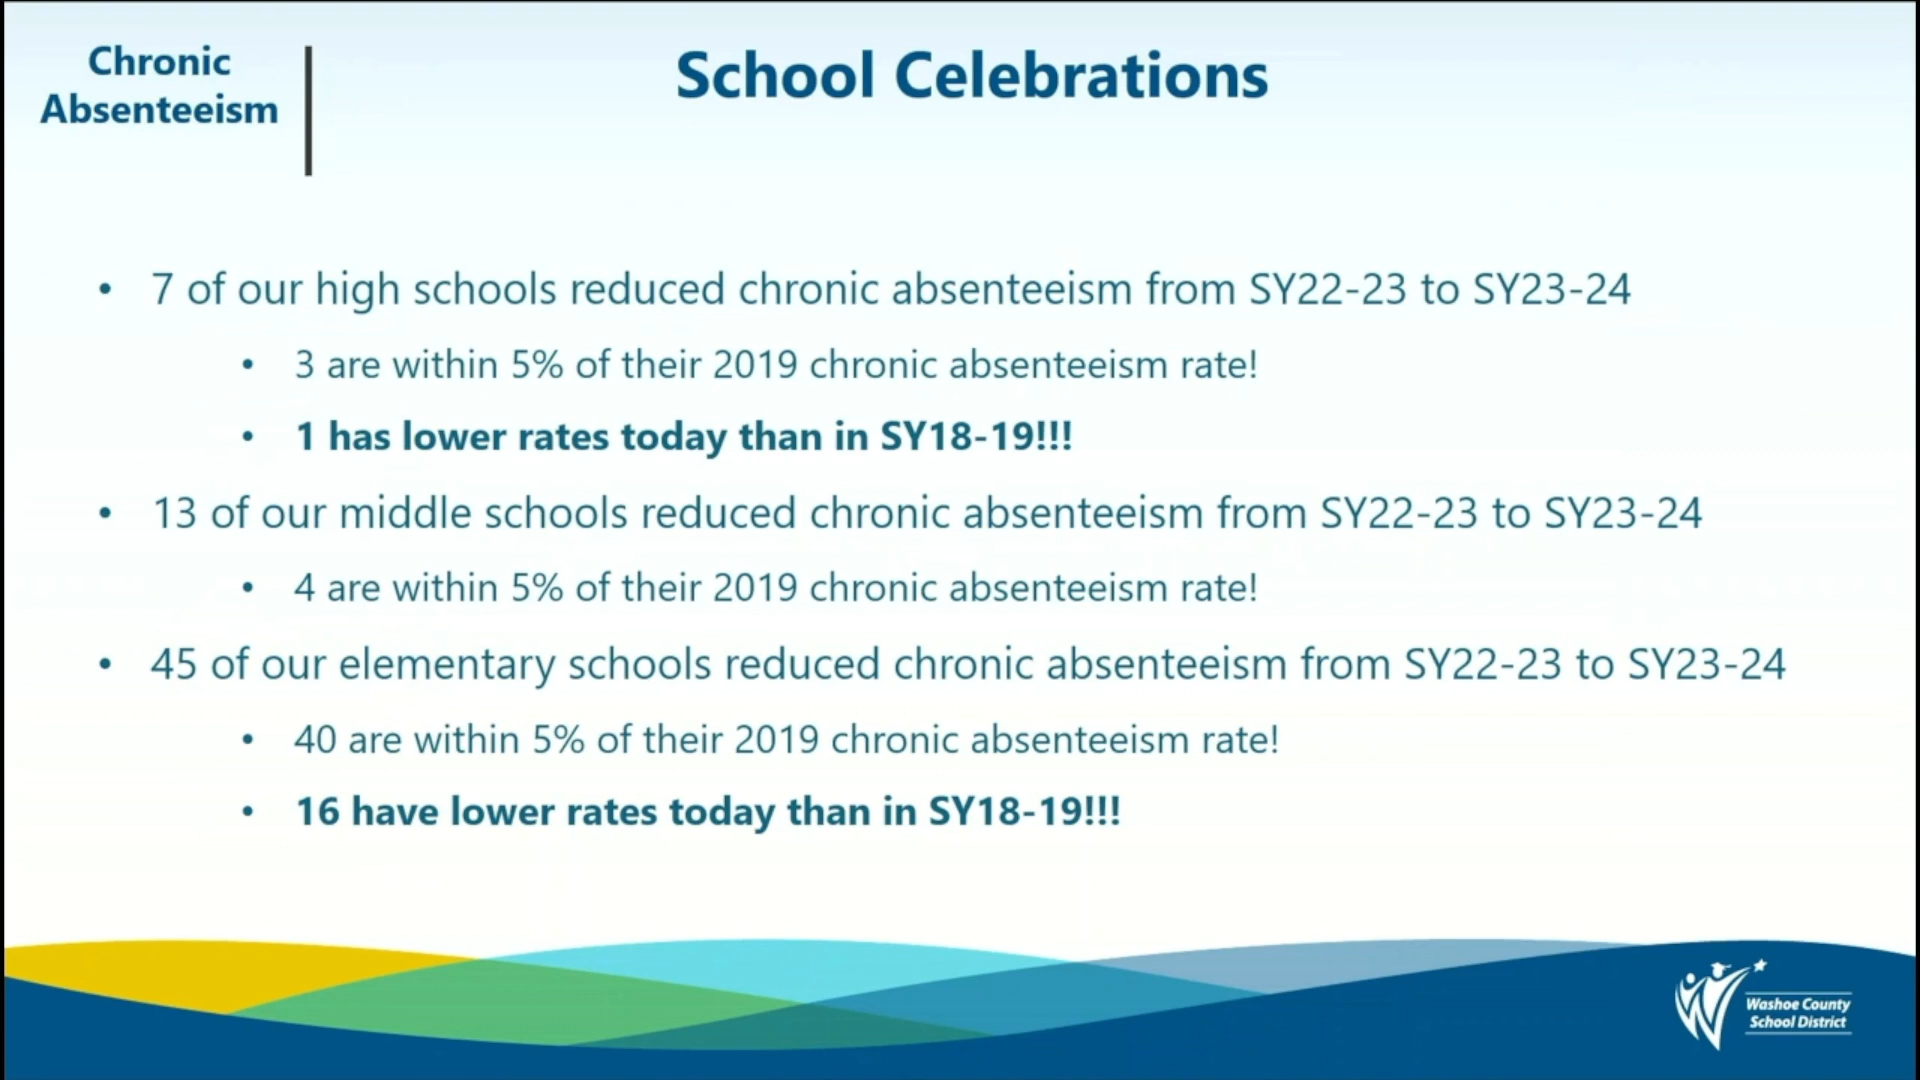 Chronic
Absenteeism
School Celebrations
• 7 of our high schools reduced chronic absenteeism from SY22-23 to SY23-24
• 3 are within 5% of their 2019 chronic absenteeism rate!
• 1 has lower rates today than in SY18-19!!!
• 13 of our middle schools reduced chronic absenteeism from SY22-23 to SY23-24
• 4 are within 5% of their 2019 chronic absenteeism rate!
• 45 of our elementary schools reduced chronic absenteeism from SY22-23 to SY23-24
• 40 are within 5% of their 2019 chronic absenteeism rate!
• 16 have lower rates today than in SY18-19!!!
Washoe County
School District